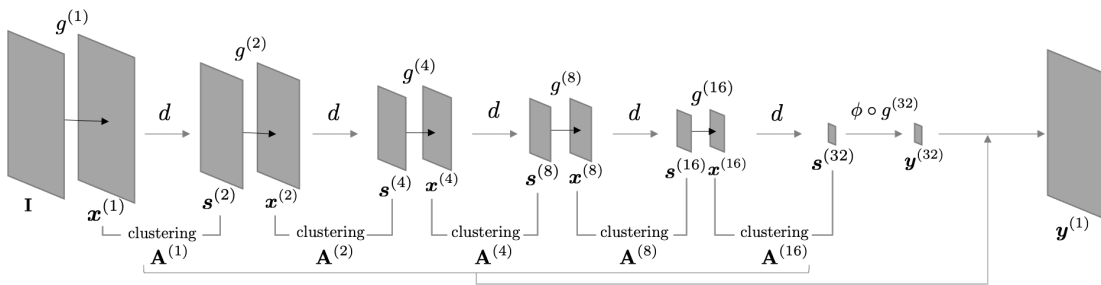 g^(1)
g^(2)
g^(4)
g^(8)
g^(16)
d d d d d ϕ ∘ g^(32)
I x^(1) s^(2) x^(2) s^(4) x^(4) s^(8) x^(8) s^(16) x^(16) s^(32) y^(32) y^(1)
clustering clustering clustering clustering clustering
A^(1) A^(2) A^(4) A^(8) A^(16)